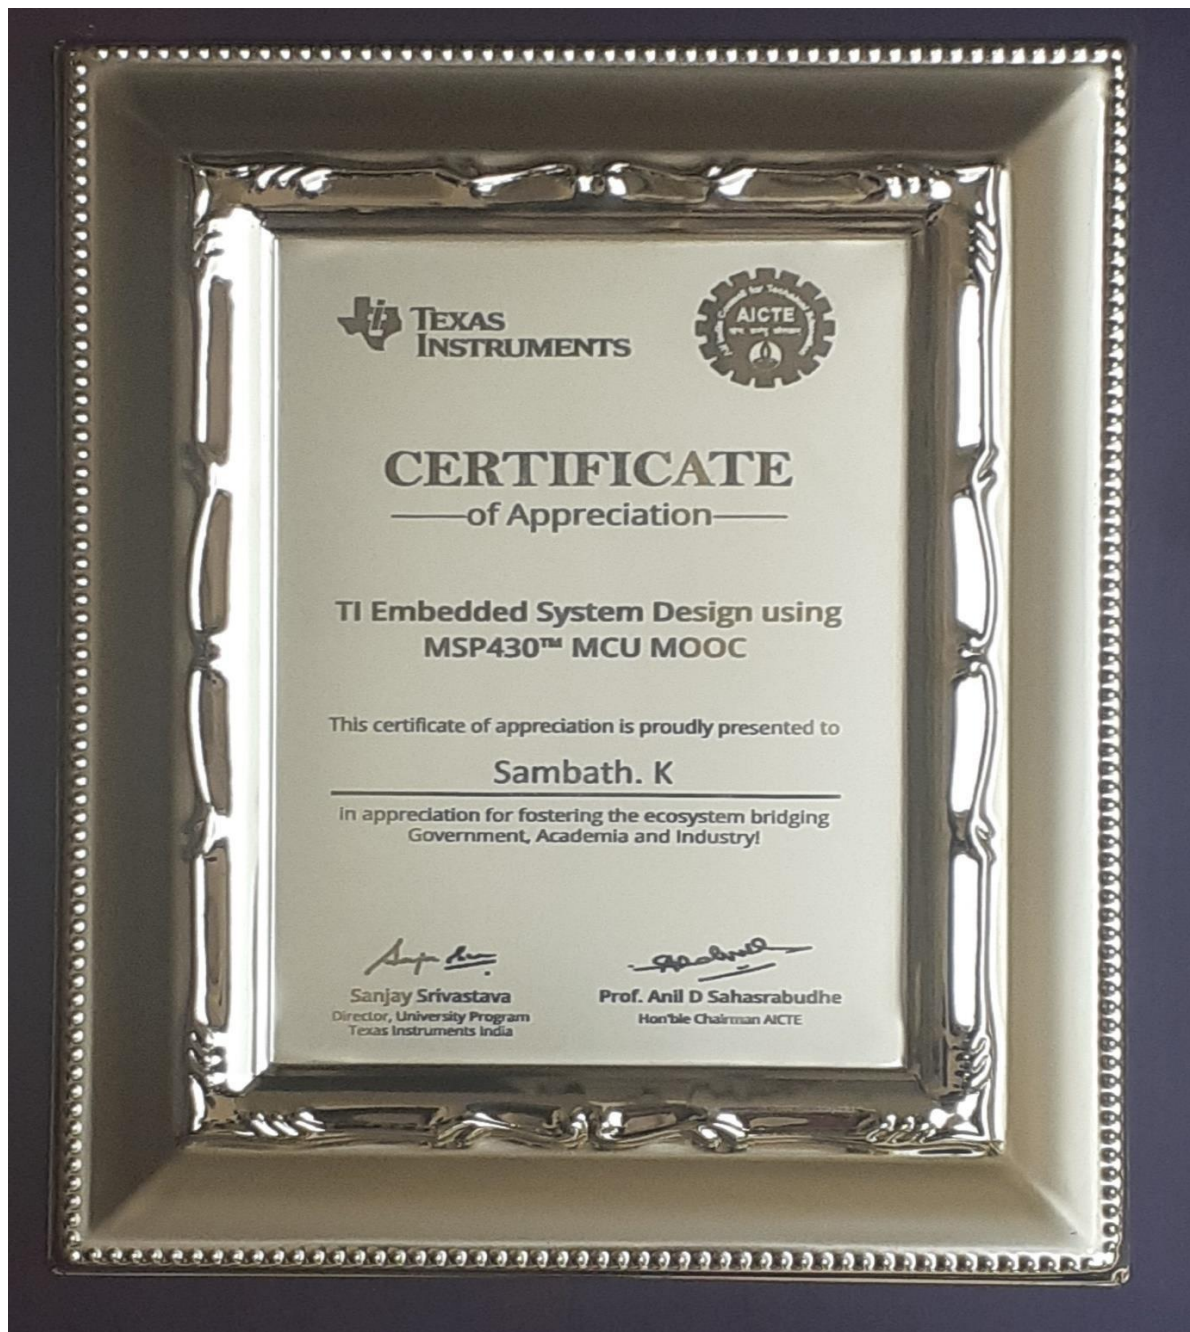 TEXAS
INSTRUMENTS
AICTE
CERTIFICATE
of Appreciation
TI Embedded System Design using
MSP430™ MCU MOOC
This certificate of appreciation is proudly presented to
Sambath. K
in appreciation for fostering the ecosystem bridging
Government, Academia and Industry!
Sanjay Srivastava
Director, University Program
Texas Instruments India
Prof. Anil D Sahasrabudhe
Hon'ble Chairman AICTE